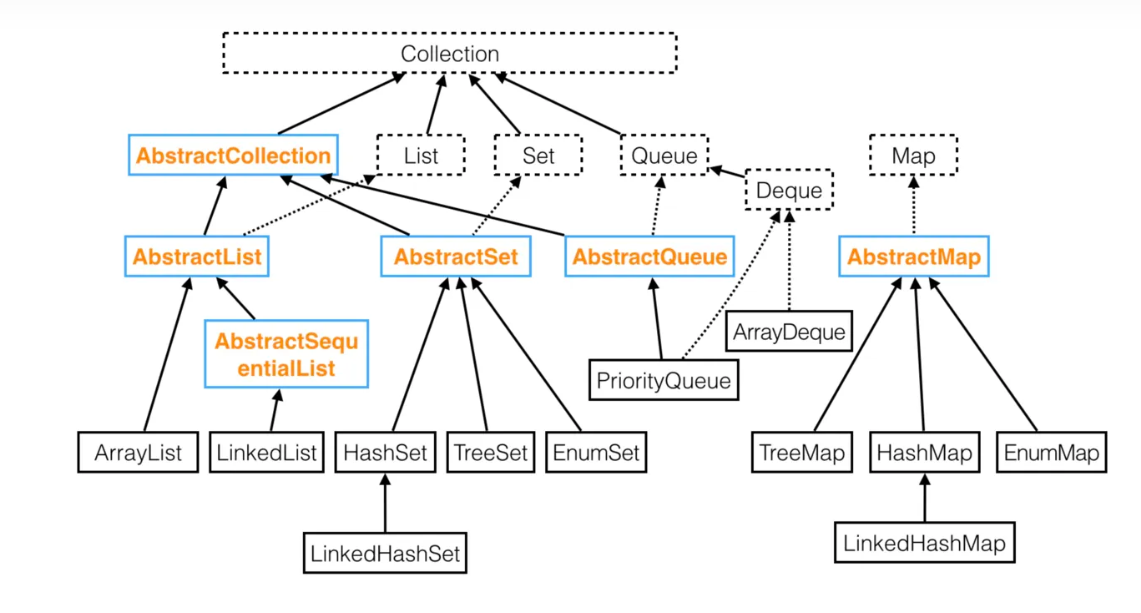 Collection
AbstractCollection
List
Set
Queue
Map
Deque
AbstractList
AbstractSet
AbstractQueue
AbstractMap
AbstractSequ
entialList
ArrayDeque
PriorityQueue
ArrayList
LinkedList
HashSet
TreeSet
EnumSet
TreeMap
HashMap
EnumMap
LinkedHashSet
LinkedHashMap